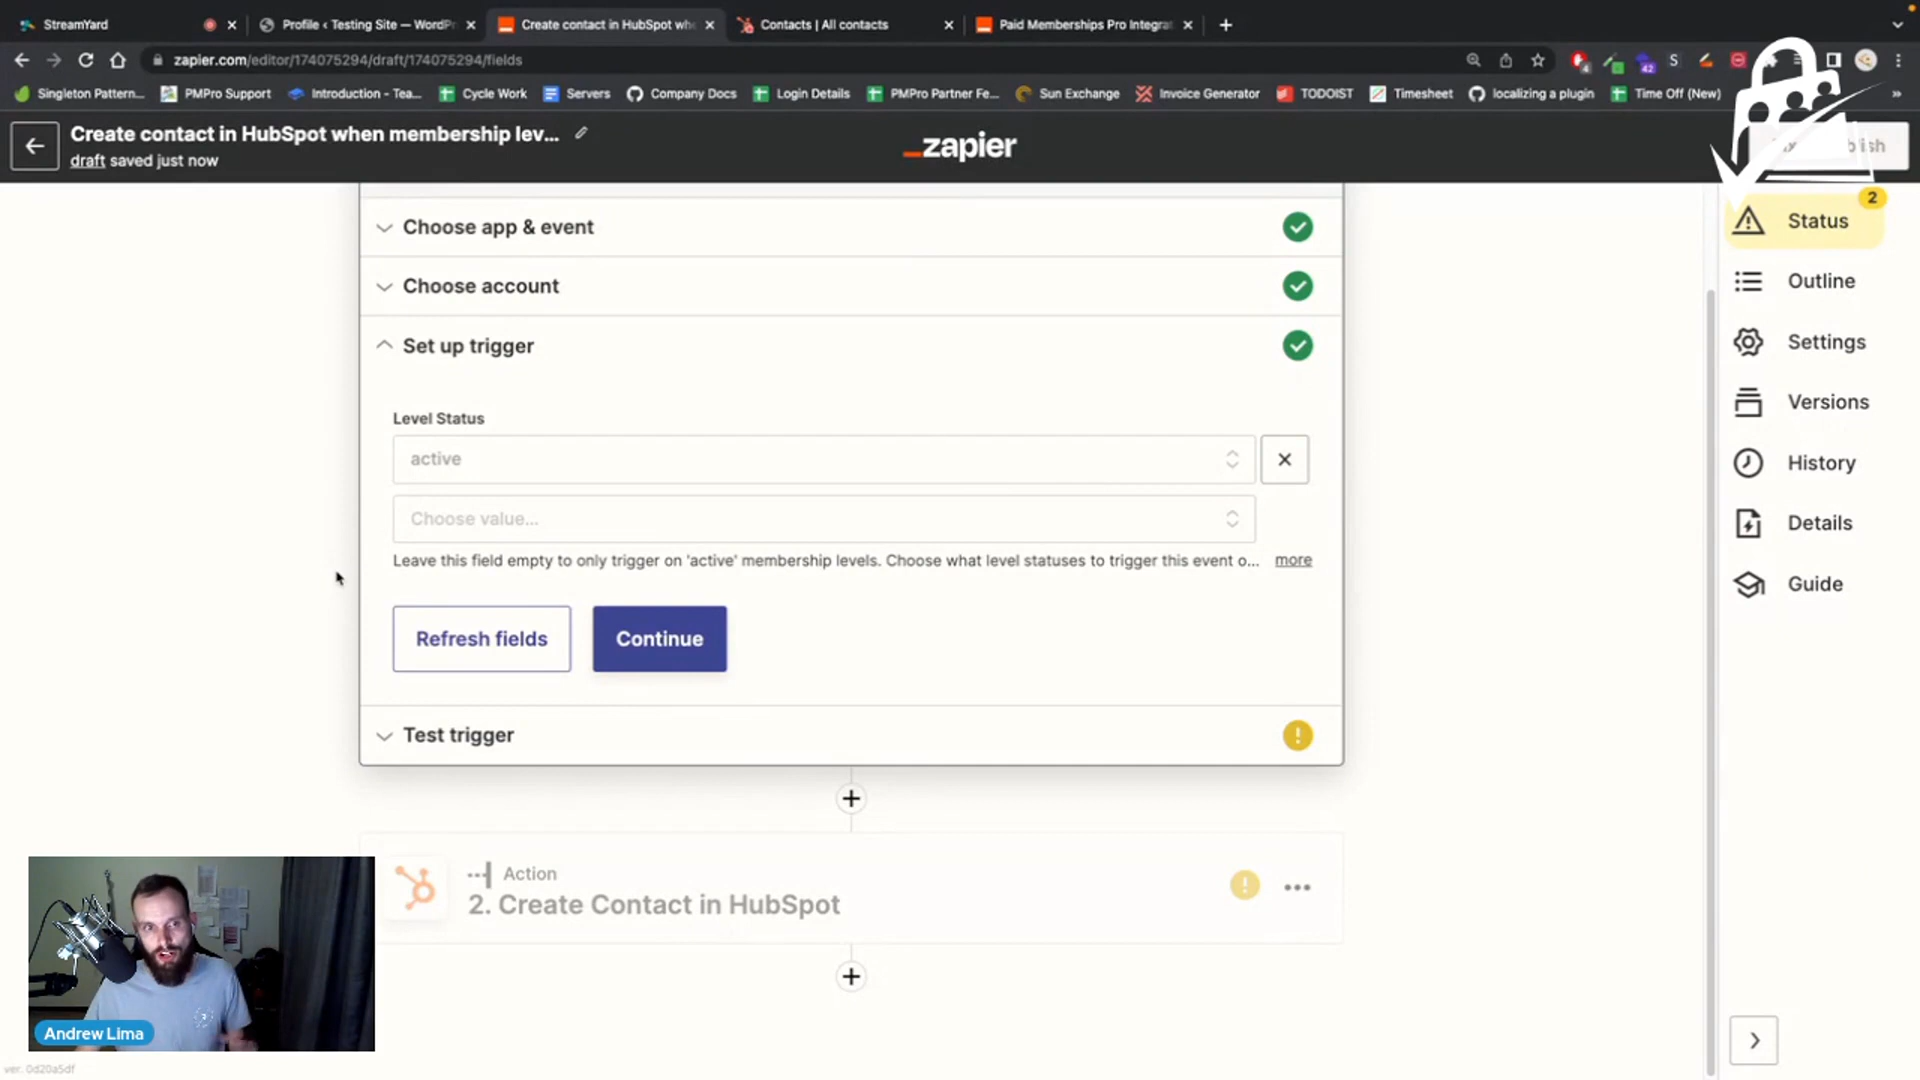 StreamYard
Profile ‹ Testing Site — WordPr
Create contact in HubSpot whe
Contacts | All contacts
Paid Memberships Pro Integrat
zapier.com/editor/174075294/draft/174075294/fields
Singleton Pattern...
PMPro Support
Introduction - Tea...
Cycle Work
Servers
Company Docs
Login Details
PMPro Partner Fe...
Sun Exchange
Invoice Generator
TODOIST
Timesheet
localizing a plugin
Time Off (New)
Create contact in HubSpot when membership lev...
draft saved just now
zapier
Choose app & event
Choose account
Set up trigger
Level Status
active
Choose value...
Leave this field empty to only trigger on 'active' membership levels. Choose what level statuses to trigger this event o... more
Refresh fields
Continue
Test trigger
Action
2. Create Contact in HubSpot
2
Status
Outline
Settings
Versions
History
Details
Guide
Andrew Lima
ver. 0d20a5df